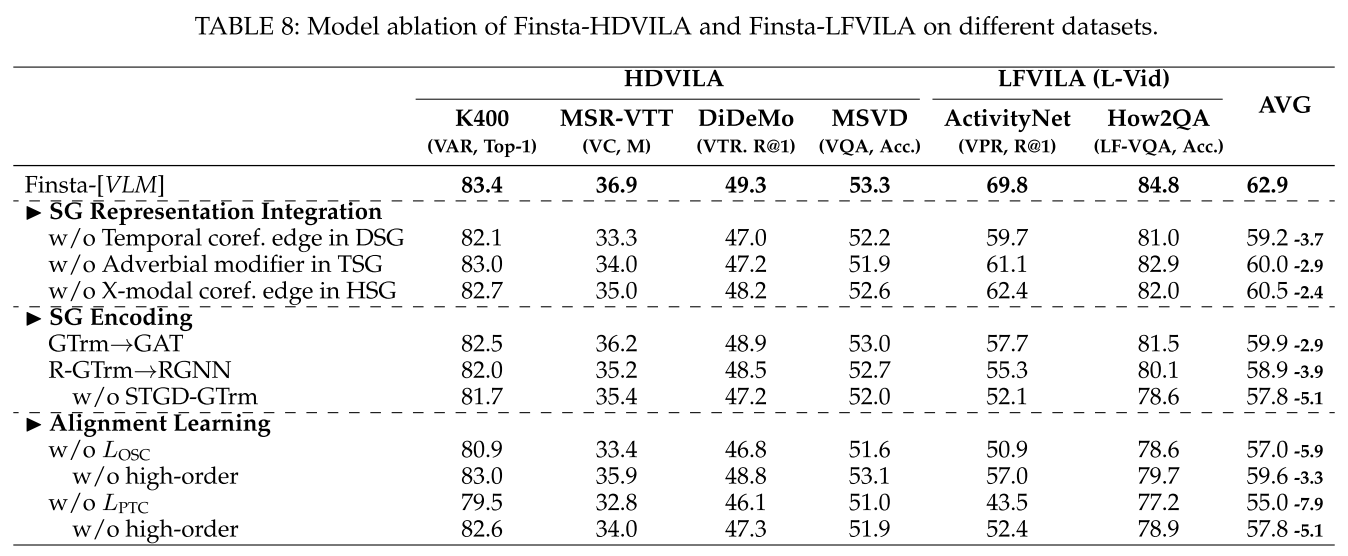 TABLE 8: Model ablation of Finsta-HDVILA and Finsta-LFVILA on different datasets.
HDVILA LFVILA (L-Vid) AVG
K400 MSR-VTT DiDeMo MSVD ActivityNet How2QA
(VAR, Top-1) (VC, M) (VTR. R@1) (VQA, Acc.) (VPR, R@1) (LF-VQA, Acc.)
Finsta-[VLM] 83.4 36.9 49.3 53.3 69.8 84.8 62.9
▶ SG Representation Integration
w/o Temporal coref. edge in DSG 82.1 33.3 47.0 52.2 59.7 81.0 59.2 -3.7
w/o Adverbial modifier in TSG 83.0 34.0 47.2 51.9 61.1 82.9 60.0 -2.9
w/o X-modal coref. edge in HSG 82.7 35.0 48.2 52.6 62.4 82.0 60.5 -2.4
▶ SG Encoding
GTrm→GAT 82.5 36.2 48.9 53.0 57.7 81.5 59.9 -2.9
R-GTrm→RGNN 82.0 35.2 48.5 52.7 55.3 80.1 58.9 -3.9
w/o STGD-GTrm 81.7 35.4 47.2 52.0 52.1 78.6 57.8 -5.1
▶ Alignment Learning
w/o L_OSC 80.9 33.4 46.8 51.6 50.9 78.6 57.0 -5.9
w/o high-order 83.0 35.9 48.8 53.1 57.0 79.7 59.6 -3.3
w/o L_PTC 79.5 32.8 46.1 51.0 43.5 77.2 55.0 -7.9
w/o high-order 82.6 34.0 47.3 51.9 52.4 78.9 57.8 -5.1